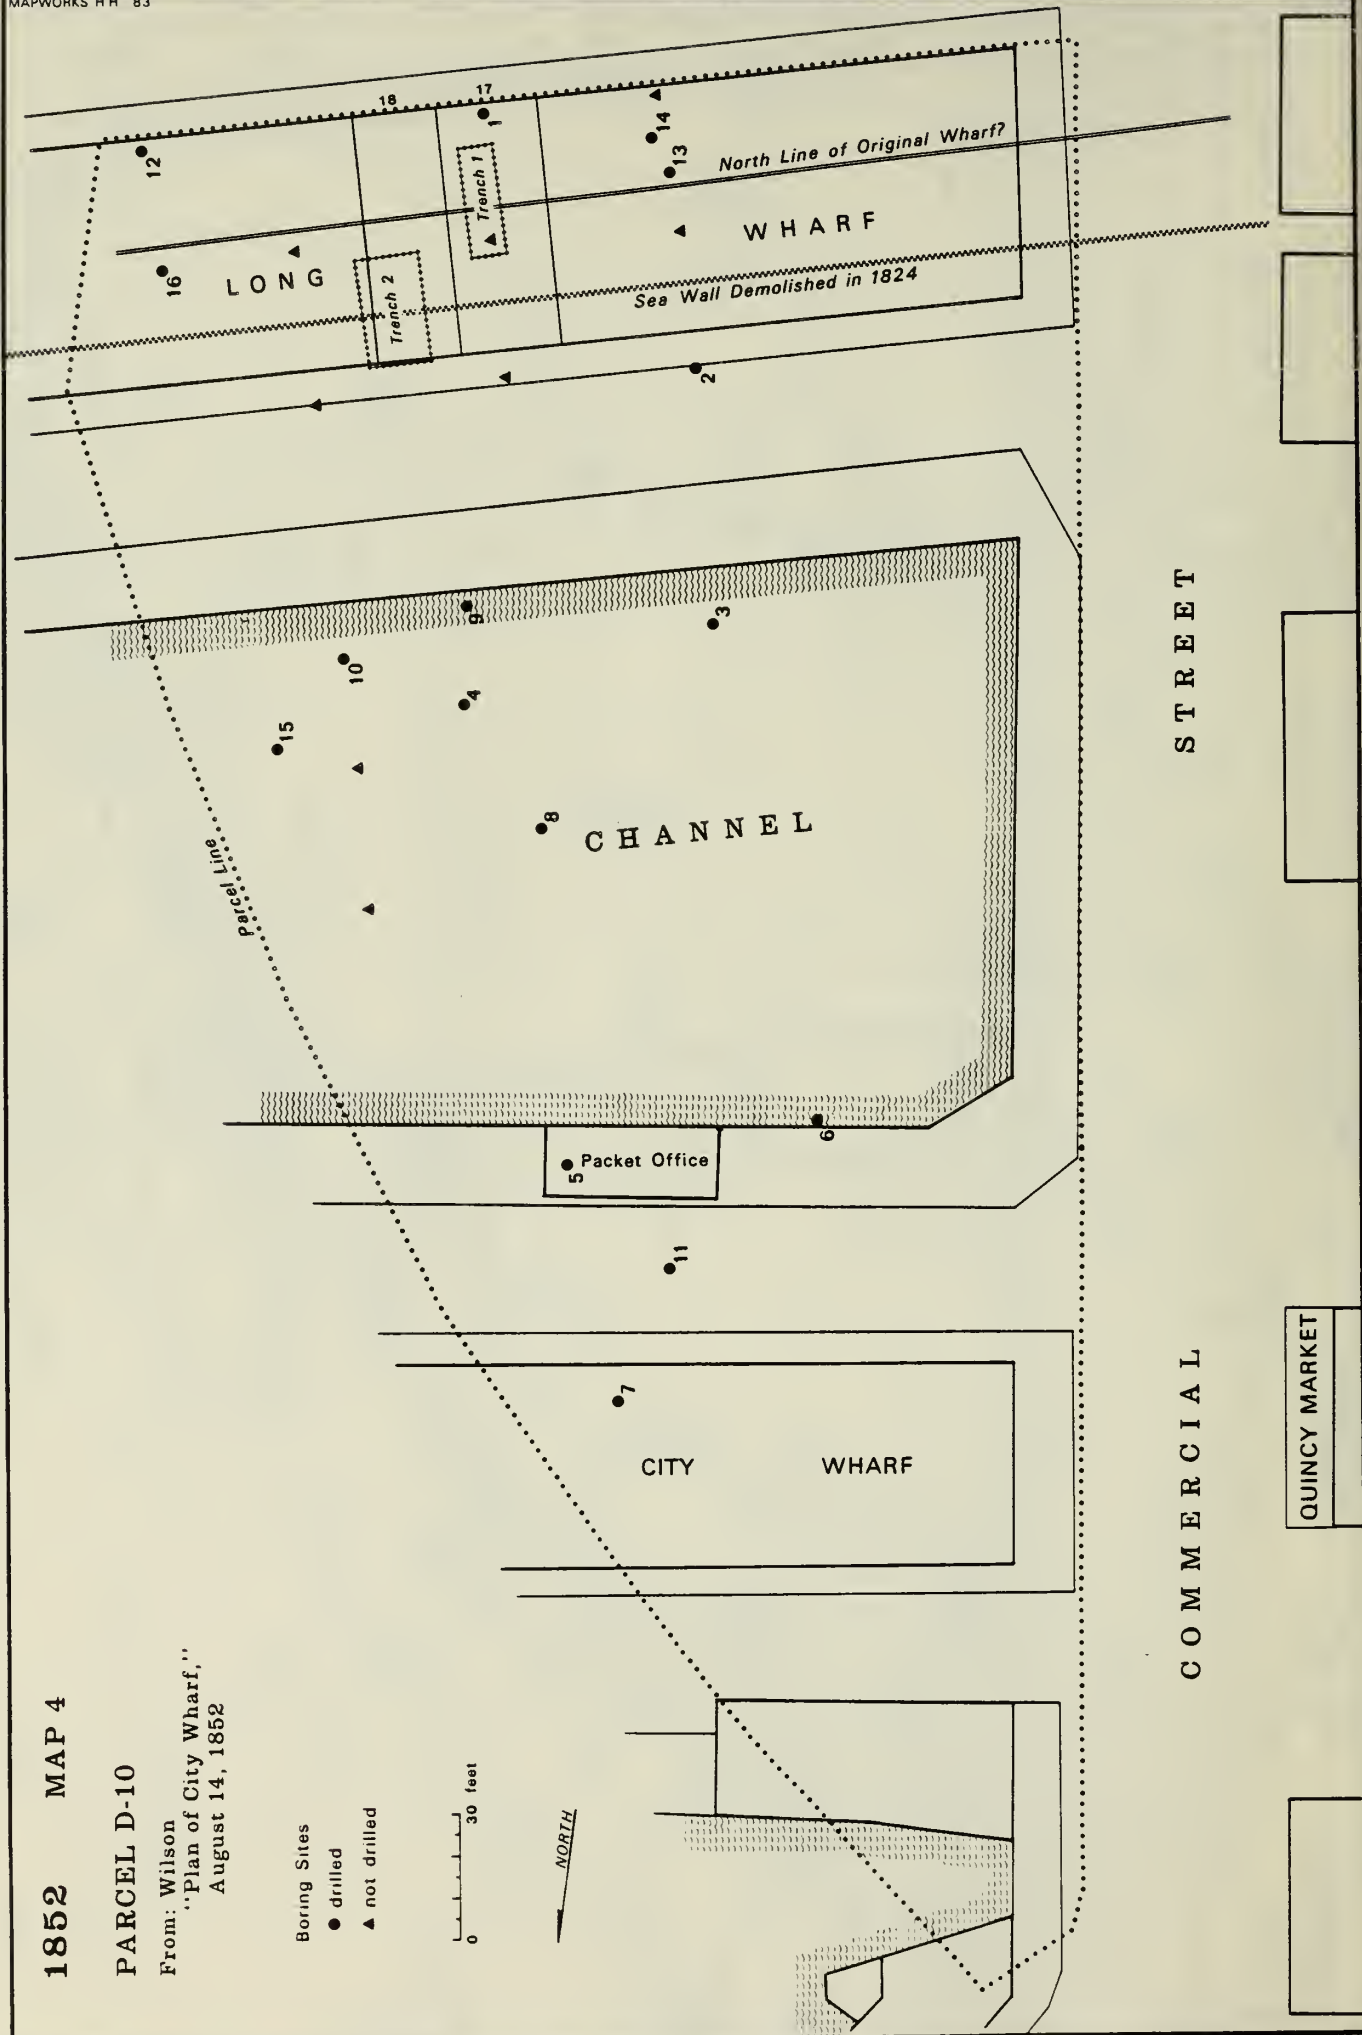 MAPWORKS HH '83
1852 MAP 4
PARCEL D-10
From: Wilson
"Plan of City Wharf,"
August 14, 1852
Boring Sites
● drilled
▲ not drilled
0 30 feet
NORTH
12
18
17
1
14
13
Trench 1
North Line of Original Wharf?
16
LONG WHARF
Trench 2
Sea Wall Demolished in 1824
2
9
3
10
4
15
8
CHANNEL
Parcel Line
6
5
Packet Office
11
7
CITY WHARF
COMMERCIAL STREET
QUINCY MARKET